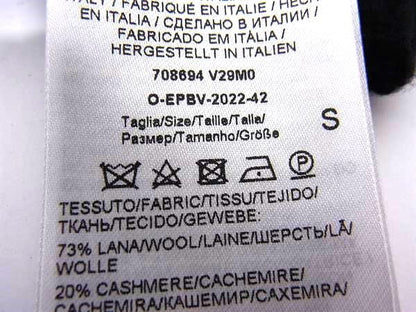 ITALY / FABRIQUÉ EN ITALIE / HECHO
EN ITALIA / СДЕЛАНО В ИТАЛИИ /
FABRICADO EM ITÀLIA /
HERGESTELLT IN ITALIEN
708694 V29M0
O-EPBV-2022-42
Taglia/Size/Taille/Talla/
Размер/Tamanho/Größe
S
P
TESSUTO/FABRIC/TISSU/TEJIDO/
ТКАНЬ/TECIDO/GEWEBE:
73% LANA/WOOL/LAINE/ШЕРСТЬ/LÃ/
WOLLE
20% CASHMERE/CACHEMIRE/
CACHEMIRA/КАШЕМИР/CAXEMIRA/